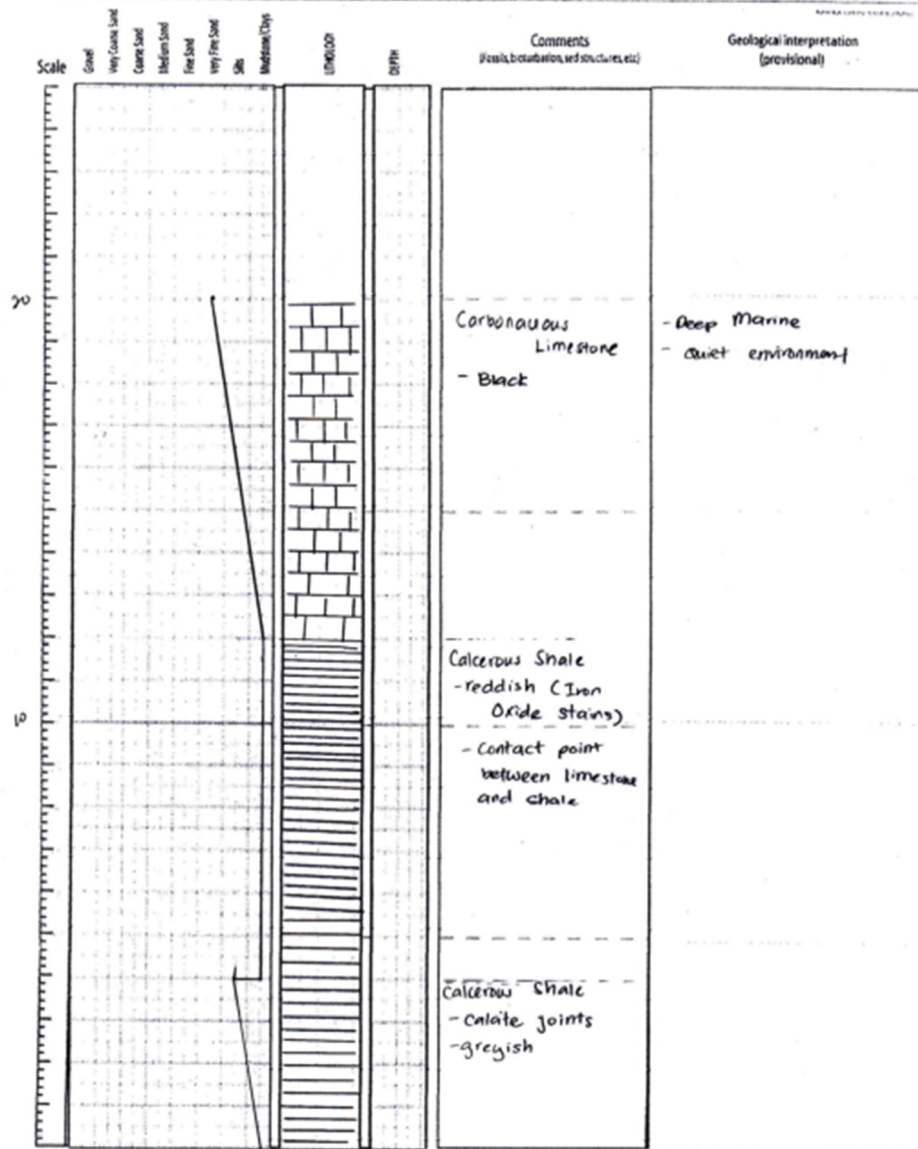 Scale
Gravel
Very Coarse Sand
Coarse Sand
Medium Sand
Fine Sand
Very Fine Sand
Silts
Mudstone/Clays
LITHOLOGY
DEPTH
Comments
(Fossils, bioturbation, sed structures, etc)
Geological interpretation
(provisional)
20
Carbonauous
Limestone
- Black
- Deep Marine
- Quiet environment
Calcerous Shale
- reddish (Iron
Oxide Stains)
10
- Contact point
between limestone
and shale
Calcerous Shale
- Calcite joints
- greyish